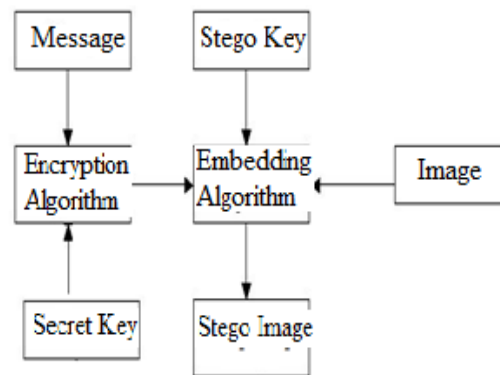 Message
Stego Key
Encryption
Algorithm
Embedding
Algorithm
Image
Secret Key
Stego Image